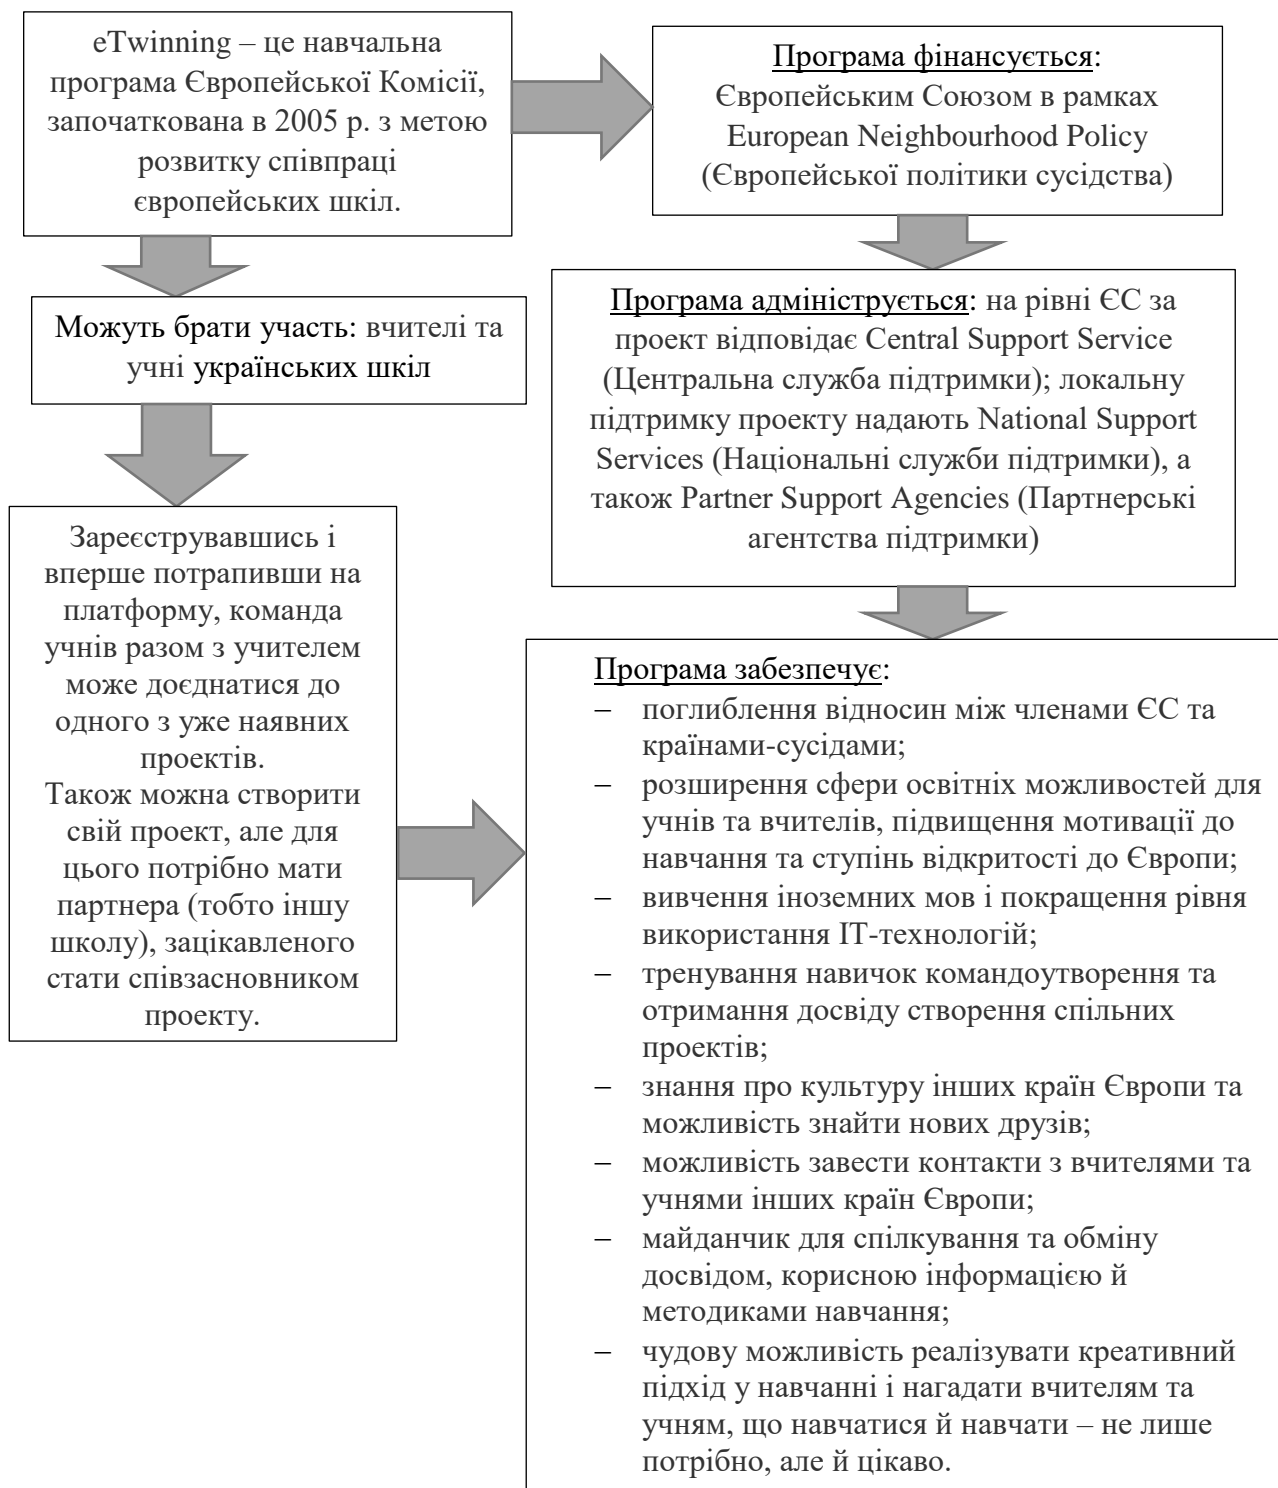 eTwinning – це навчальна
програма Європейської Комісії,
започаткована в 2005 р. з метою
розвитку співпраці
європейських шкіл.
Програма фінансується:
Європейським Союзом в рамках
European Neighbourhood Policy
(Європейської політики сусідства)
Можуть брати участь: вчителі та
учні українських шкіл
Програма адмініструється: на рівні ЄС за
проект відповідає Central Support Service
(Центральна служба підтримки); локальну
підтримку проекту надають National Support
Services (Національні служби підтримки), а
також Partner Support Agencies (Партнерські
агентства підтримки)
Зареєструвавшись і
вперше потрапивши на
платформу, команда
учнів разом з учителем
може доєднатися до
одного з уже наявних
проектів.
Також можна створити
свій проект, але для
цього потрібно мати
партнера (тобто іншу
школу), зацікавленого
стати співзасновником
проекту.
Програма забезпечує:
– поглиблення відносин між членами ЄС та
країнами-сусідами;
– розширення сфери освітніх можливостей для
учнів та вчителів, підвищення мотивації до
навчання та ступінь відкритості до Європи;
– вивчення іноземних мов і покращення рівня
використання ІТ-технологій;
– тренування навичок командоутворення та
отримання досвіду створення спільних
проектів;
– знання про культуру інших країн Європи та
можливість знайти нових друзів;
– можливість завести контакти з вчителями та
учнями інших країн Європи;
– майданчик для спілкування та обміну
досвідом, корисною інформацією й
методиками навчання;
– чудову можливість реалізувати креативний
підхід у навчанні і нагадати вчителям та
учням, що навчатися й навчати – не лише
потрібно, але й цікаво.